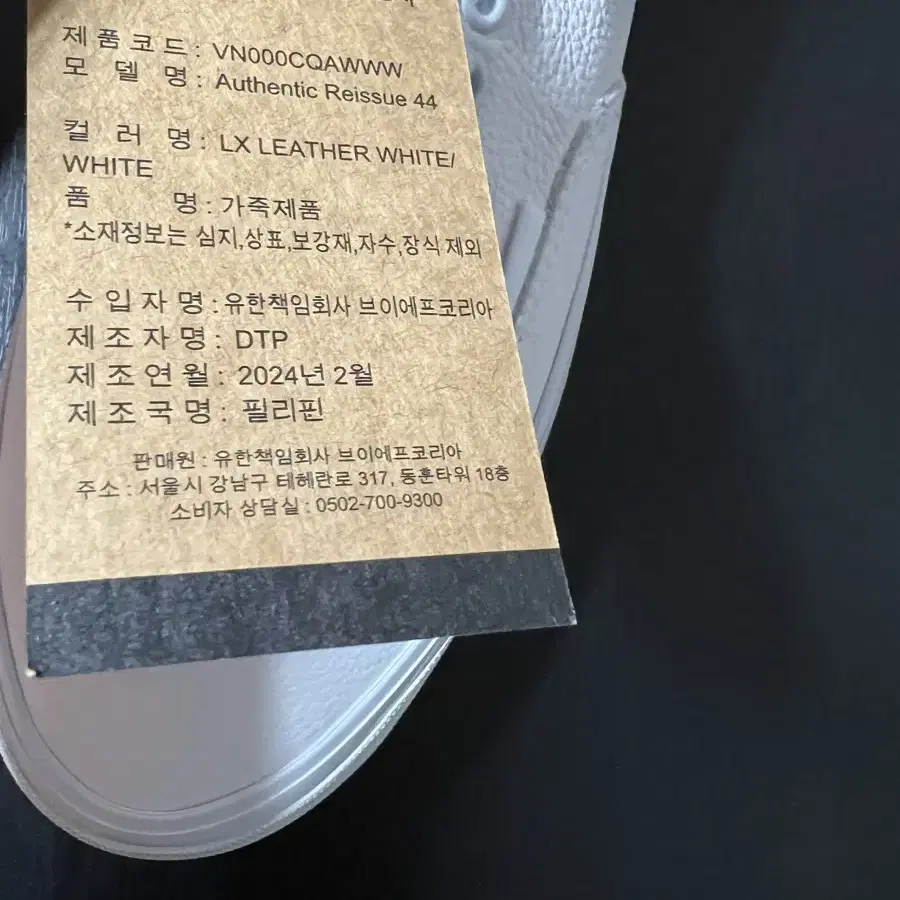 제 품 코 드 : VN000CQAWWW
모 델 명 : Authentic Reissue 44
컬 러 명 : LX LEATHER WHITE/
WHITE
품 명 : 가죽제품
*소재정보는 심지,상표,보강재,자수,장식 제외
수 입 자 명 : 유한책임회사 브이에프코리아
제 조 자 명 : DTP
제 조 연 월 : 2024년 2월
제 조 국 명 : 필리핀
판매원 : 유한책임회사 브이에프코리아
주소 : 서울시 강남구 테헤란로 317, 동훈타워 18층
소비자 상담실 : 0502-700-9300